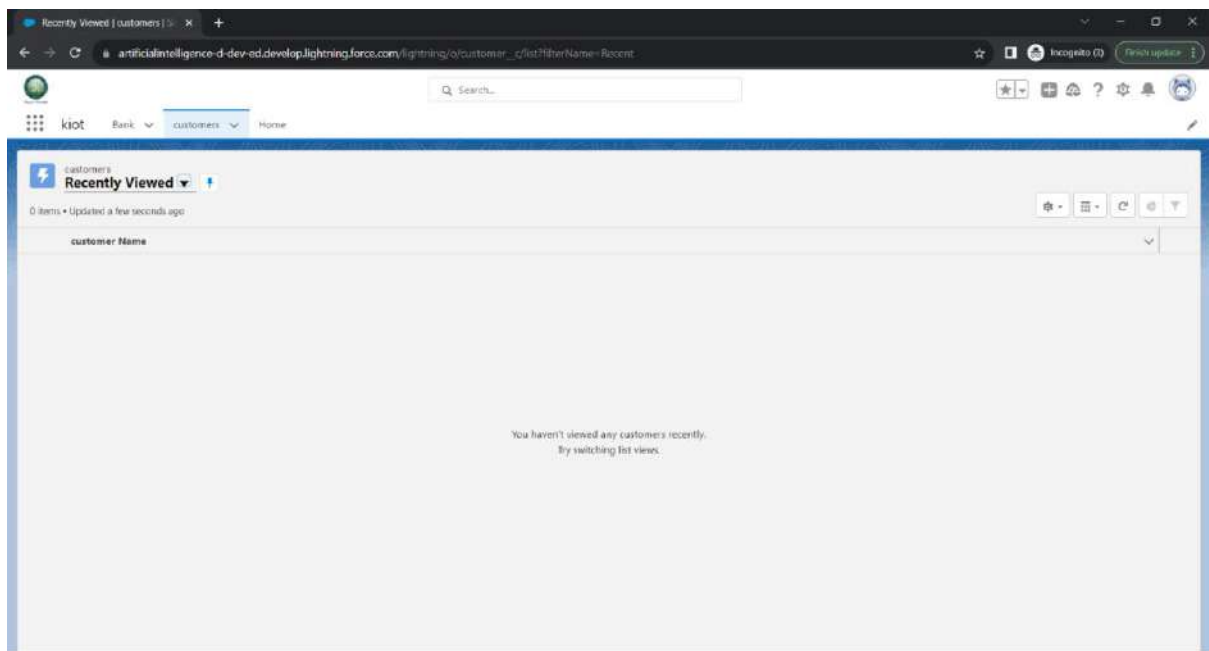 Recently Viewed | customers | S
artificialintelligence-d-dev-ed.develop.lightning.force.com/lightning/o/customer__c/list?filterName=Recent
Incognito (3)
Finish update
Search...
kiot
Bank
customers
Home
customers
Recently Viewed
0 items • Updated a few seconds ago
customer Name
You haven't viewed any customers recently.
Try switching list views.